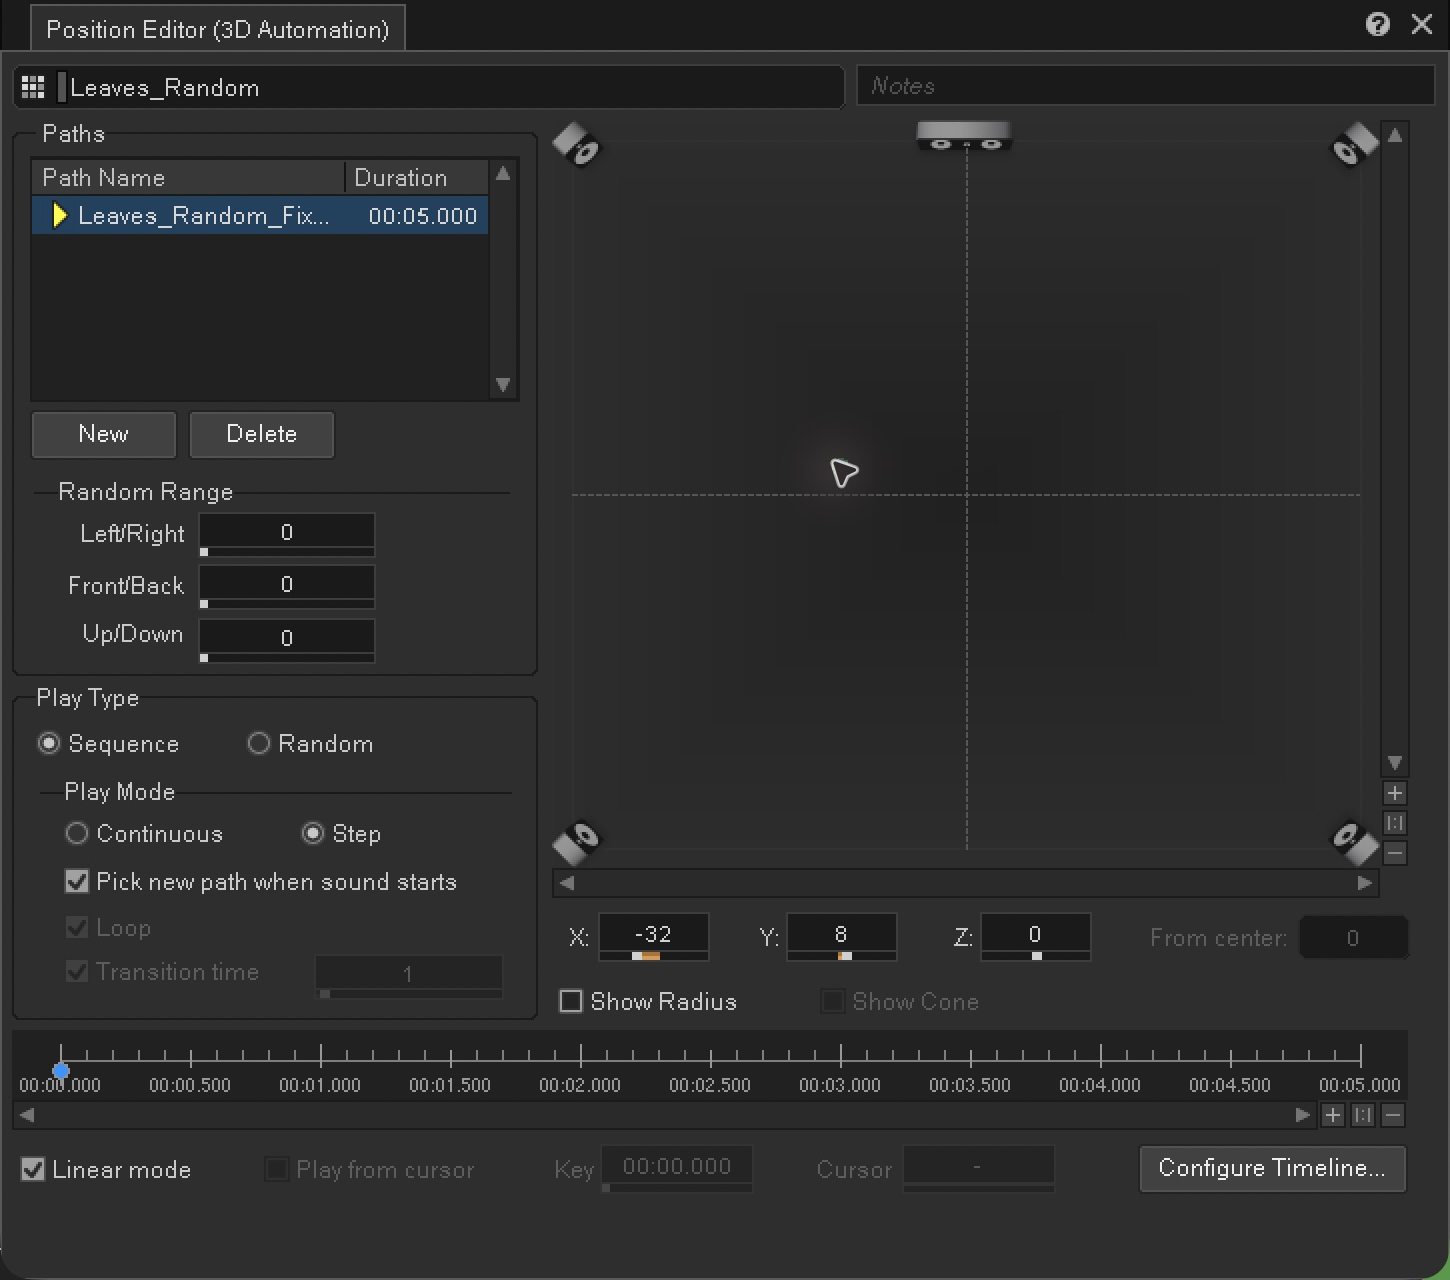 Position Editor (3D Automation)
Leaves_Random
Notes
Paths
Path Name Duration
Leaves_Random_Fix... 00:05.000
New Delete
Random Range
Left/Right 0
Front/Back 0
Up/Down 0
Play Type
Sequence Random
Play Mode
Continuous Step
Pick new path when sound starts
Loop
Transition time 1
X: -32 Y: 8 Z: 0 From center: 0
Show Radius Show Cone
00:00.000 00:00.500 00:01.000 00:01.500 00:02.000 00:02.500 00:03.000 00:03.500 00:04.000 00:04.500 00:05.000
Linear mode Play from cursor Key 00:00.000 Cursor - Configure Timeline...